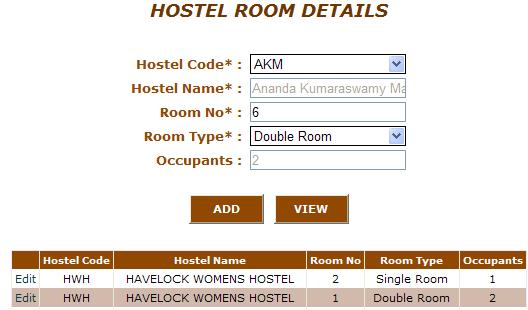 HOSTEL ROOM DETAILS
Hostel Code* : AKM
Hostel Name* : Ananda Kumaraswamy Ma
Room No* : 6
Room Type* : Double Room
Occupants : 2
ADD VIEW
Hostel Code Hostel Name Room No Room Type Occupants
Edit HWH HAVELOCK WOMENS HOSTEL 2 Single Room 1
Edit HWH HAVELOCK WOMENS HOSTEL 1 Double Room 2